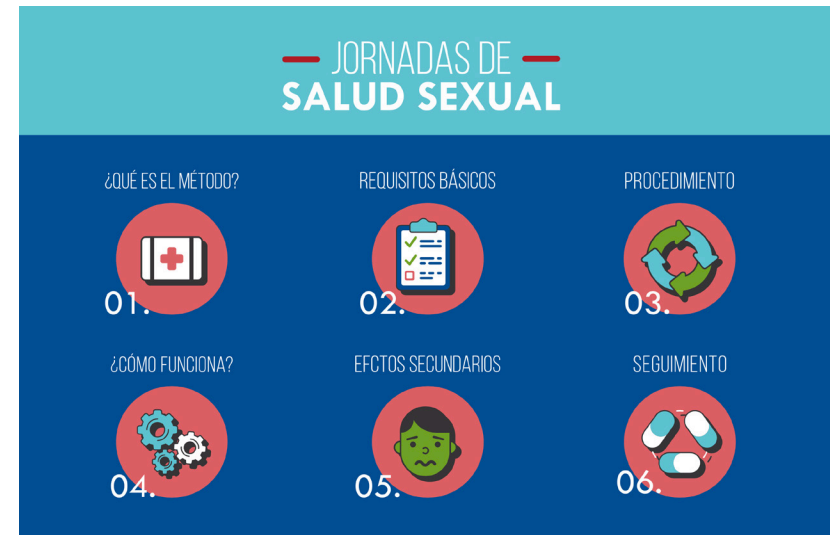 JORNADAS DE
SALUD SEXUAL
¿QUÉ ES EL MÉTODO?
01.
REQUISITOS BÁSICOS
02.
PROCEDIMIENTO
03.
¿CÓMO FUNCIONA?
04.
EFCTOS SECUNDARIOS
05.
SEGUIMIENTO
06.